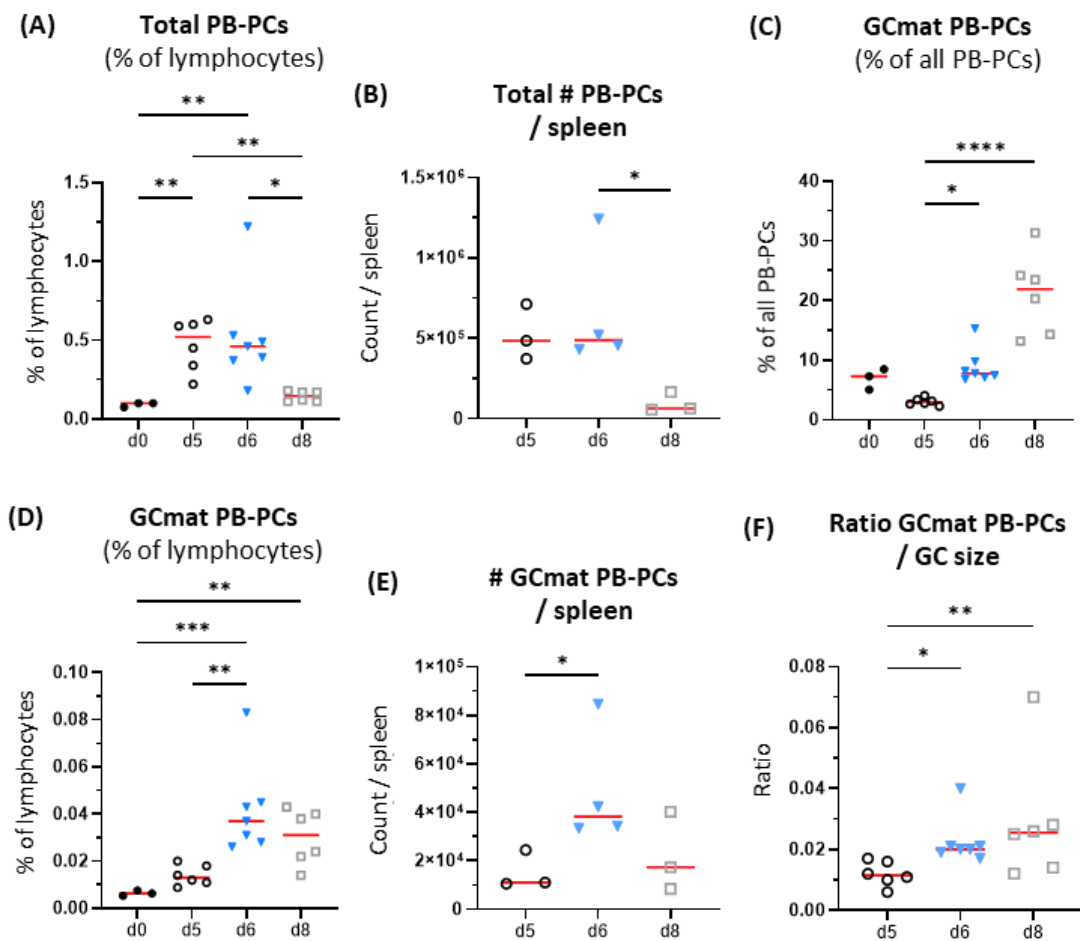 (A)
Total PB-PCs
(% of lymphocytes)
**
**
**
*
% of lymphocytes
1.5
1.0
0.5
0.0
d0
d5
d6
d8
(B)
Total # PB-PCs
/ spleen
*
Count / spleen
1.5×10⁶
1×10⁶
5×10⁵
0
d5
d6
d8
(C)
GCmat PB-PCs
(% of all PB-PCs)
****
*
% of all PB-PCs
40
30
20
10
0
d0
d5
d6
d8
(D)
GCmat PB-PCs
(% of lymphocytes)
**
***
**
% of lymphocytes
0.10
0.08
0.06
0.04
0.02
0.00
d0
d5
d6
d8
(E)
# GCmat PB-PCs
/ spleen
*
Count / spleen
1×10⁵
8×10⁴
6×10⁴
4×10⁴
2×10⁴
0
d5
d6
d8
(F)
Ratio GCmat PB-PCs
/ GC size
**
*
Ratio
0.08
0.06
0.04
0.02
0.00
d5
d6
d8